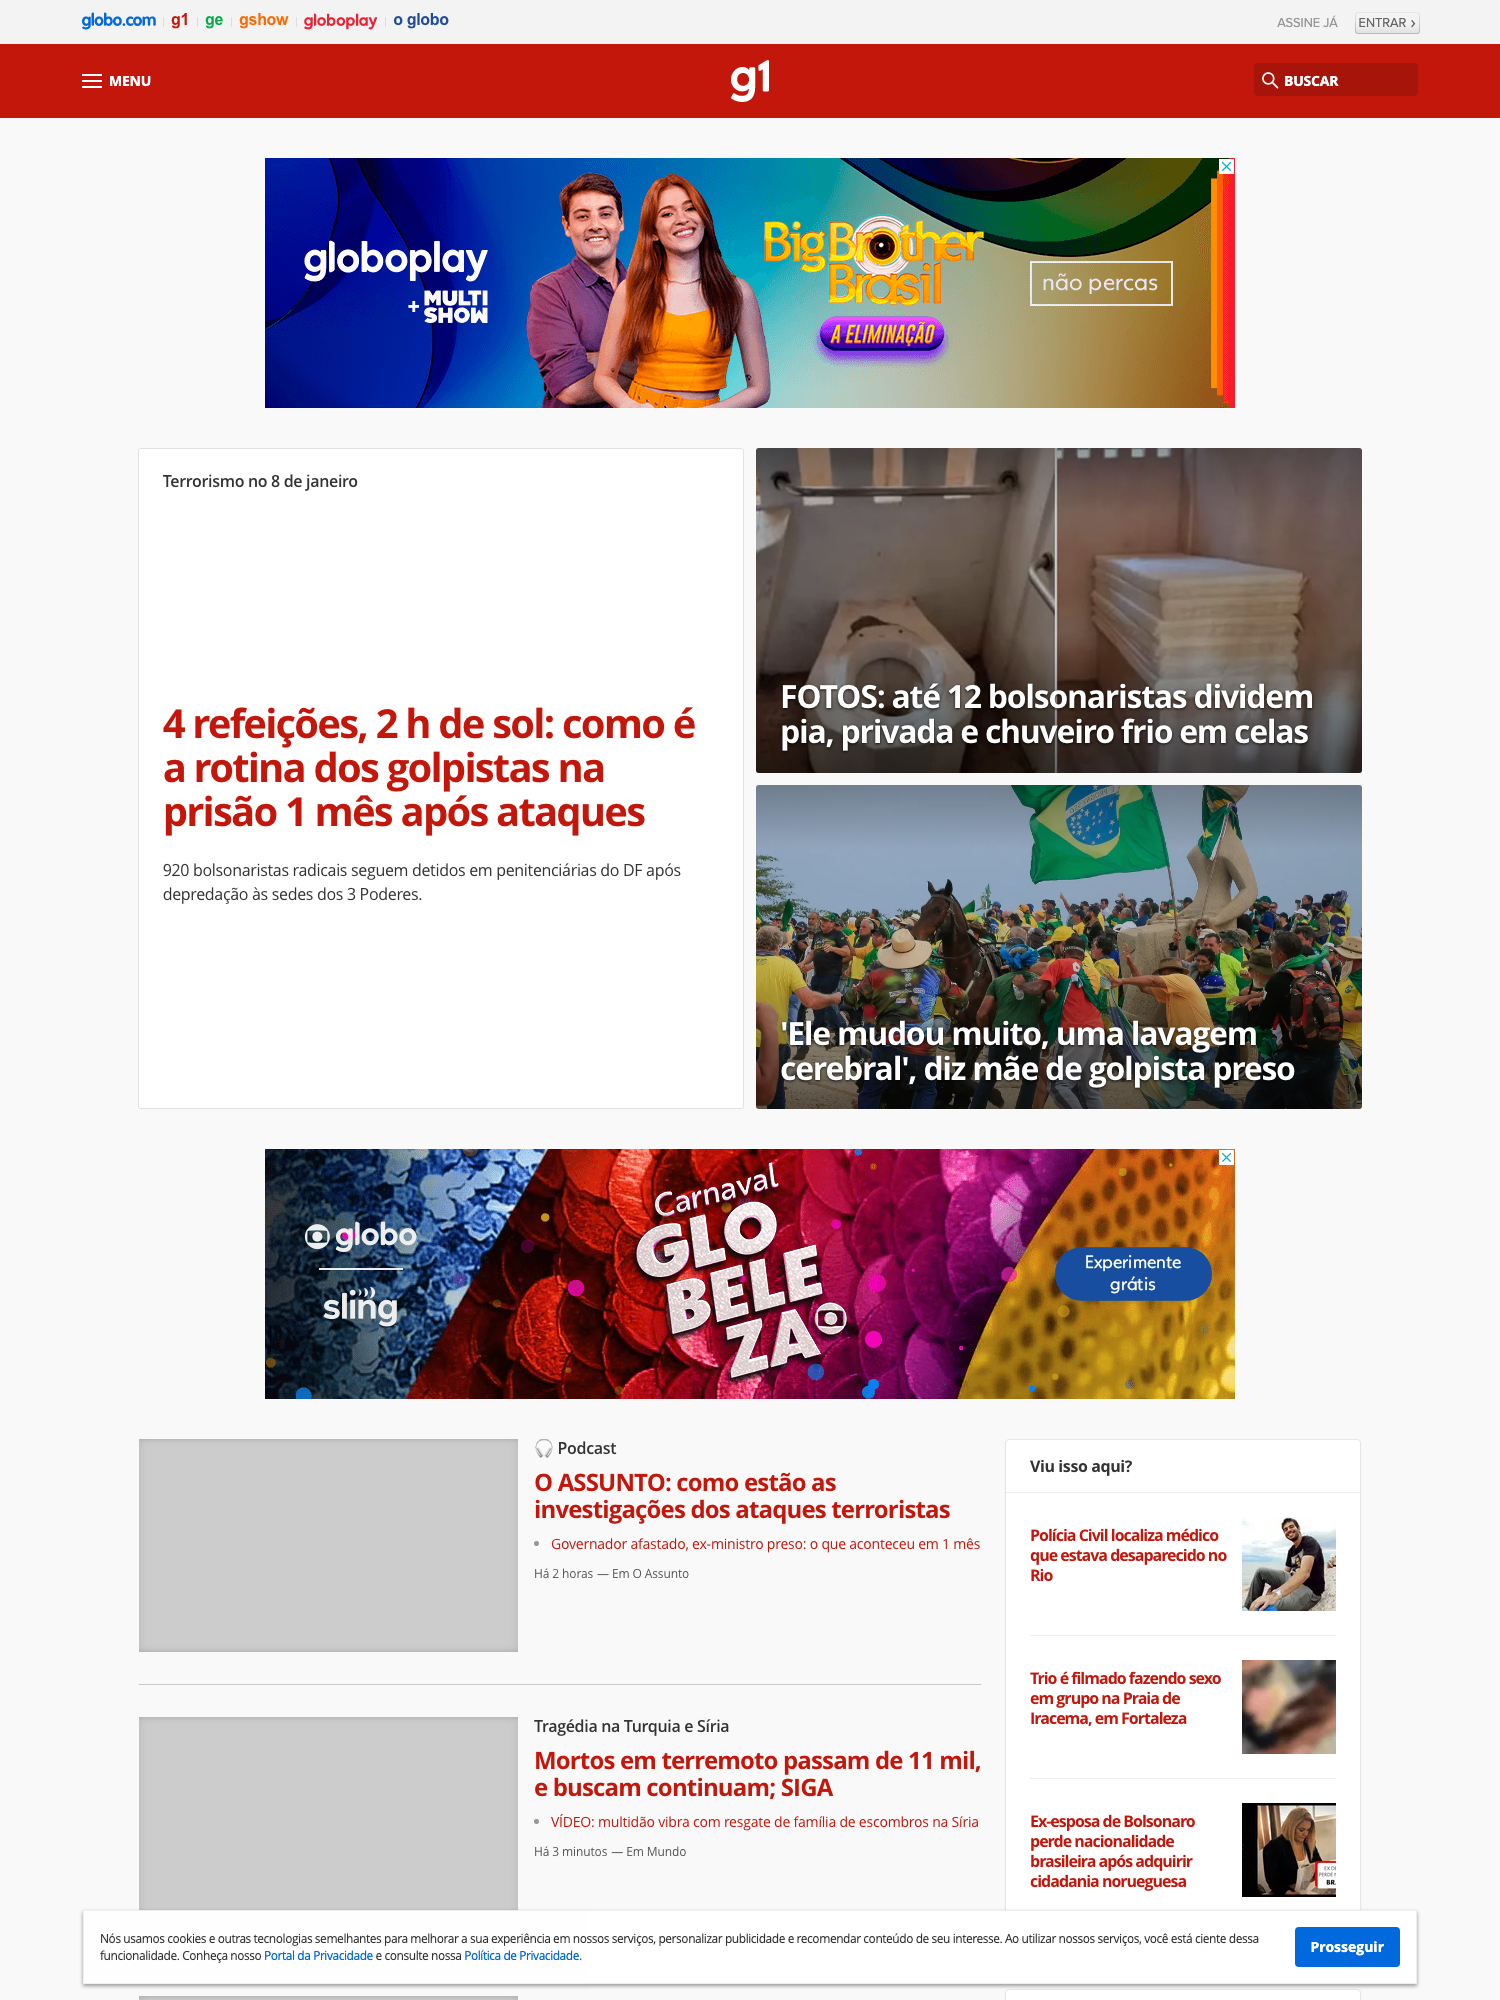 globo.com
g1
ge
gshow
globoplay
o globo
ASSINE JÁ
ENTRAR ›
MENU
g1
BUSCAR
globoplay
+ MULTI
SHOW
Big Brother
Brasil
A ELIMINAÇÃO
não percas
Terrorismo no 8 de janeiro
4 refeições, 2 h de sol: como é
a rotina dos golpistas na
prisão 1 mês após ataques
920 bolsonaristas radicais seguem detidos em penitenciárias do DF após
depredação às sedes dos 3 Poderes.
FOTOS: até 12 bolsonaristas dividem
pia, privada e chuveiro frio em celas
'Ele mudou muito, uma lavagem
cerebral', diz mãe de golpista preso
globo
sling
Carnaval
GLO
BELE
ZA
Experimente
grátis
Podcast
O ASSUNTO: como estão as
investigações dos ataques terroristas
Governador afastado, ex-ministro preso: o que aconteceu em 1 mês
Há 2 horas — Em O Assunto
Tragédia na Turquia e Síria
Mortos em terremoto passam de 11 mil,
e buscam continuam; SIGA
VÍDEO: multidão vibra com resgate de família de escombros na Síria
Há 3 minutos — Em Mundo
Viu isso aqui?
Polícia Civil localiza médico
que estava desaparecido no
Rio
Trio é filmado fazendo sexo
em grupo na Praia de
Iracema, em Fortaleza
Ex-esposa de Bolsonaro
perde nacionalidade
brasileira após adquirir
cidadania norueguesa
Nós usamos cookies e outras tecnologias semelhantes para melhorar a sua experiência em nossos serviços, personalizar publicidade e recomendar conteúdo de seu interesse. Ao utilizar nossos serviços, você está ciente dessa
funcionalidade. Conheça nosso Portal da Privacidade e consulte nossa Política de Privacidade.
Prosseguir